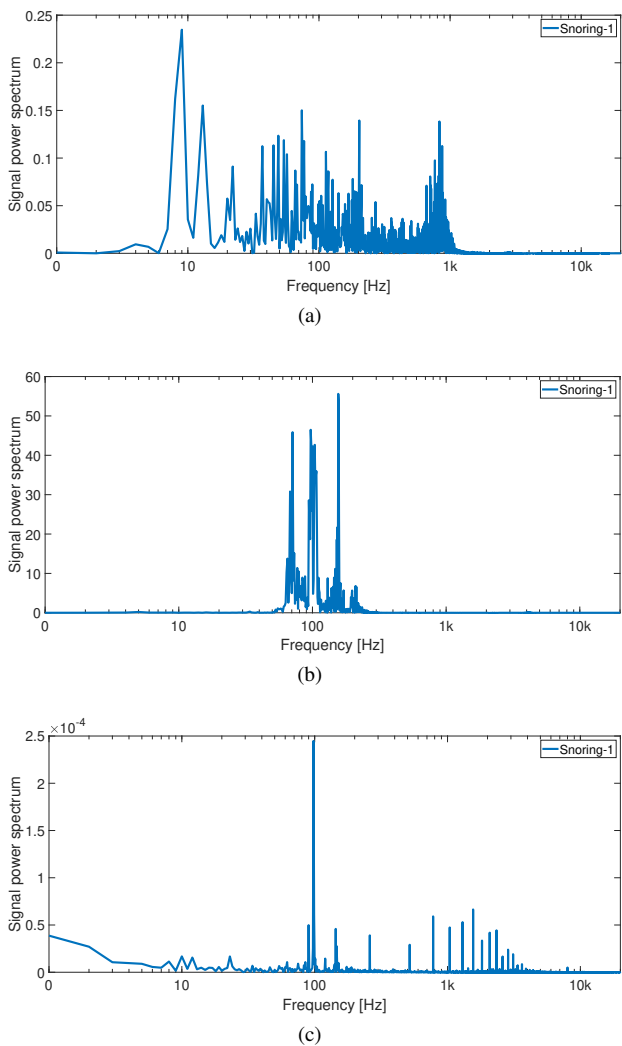 0.25
Snoring-1
0.2
0.15
0.1
0.05
0
0 10 100 1k 10k
Signal power spectrum
Frequency [Hz]
(a)
60
Snoring-1
50
40
30
20
10
0
0 10 100 1k 10k
Signal power spectrum
Frequency [Hz]
(b)
×10⁻⁴
2.5
Snoring-1
2
1.5
1
0.5
0
0 10 100 1k 10k
Signal power spectrum
Frequency [Hz]
(c)